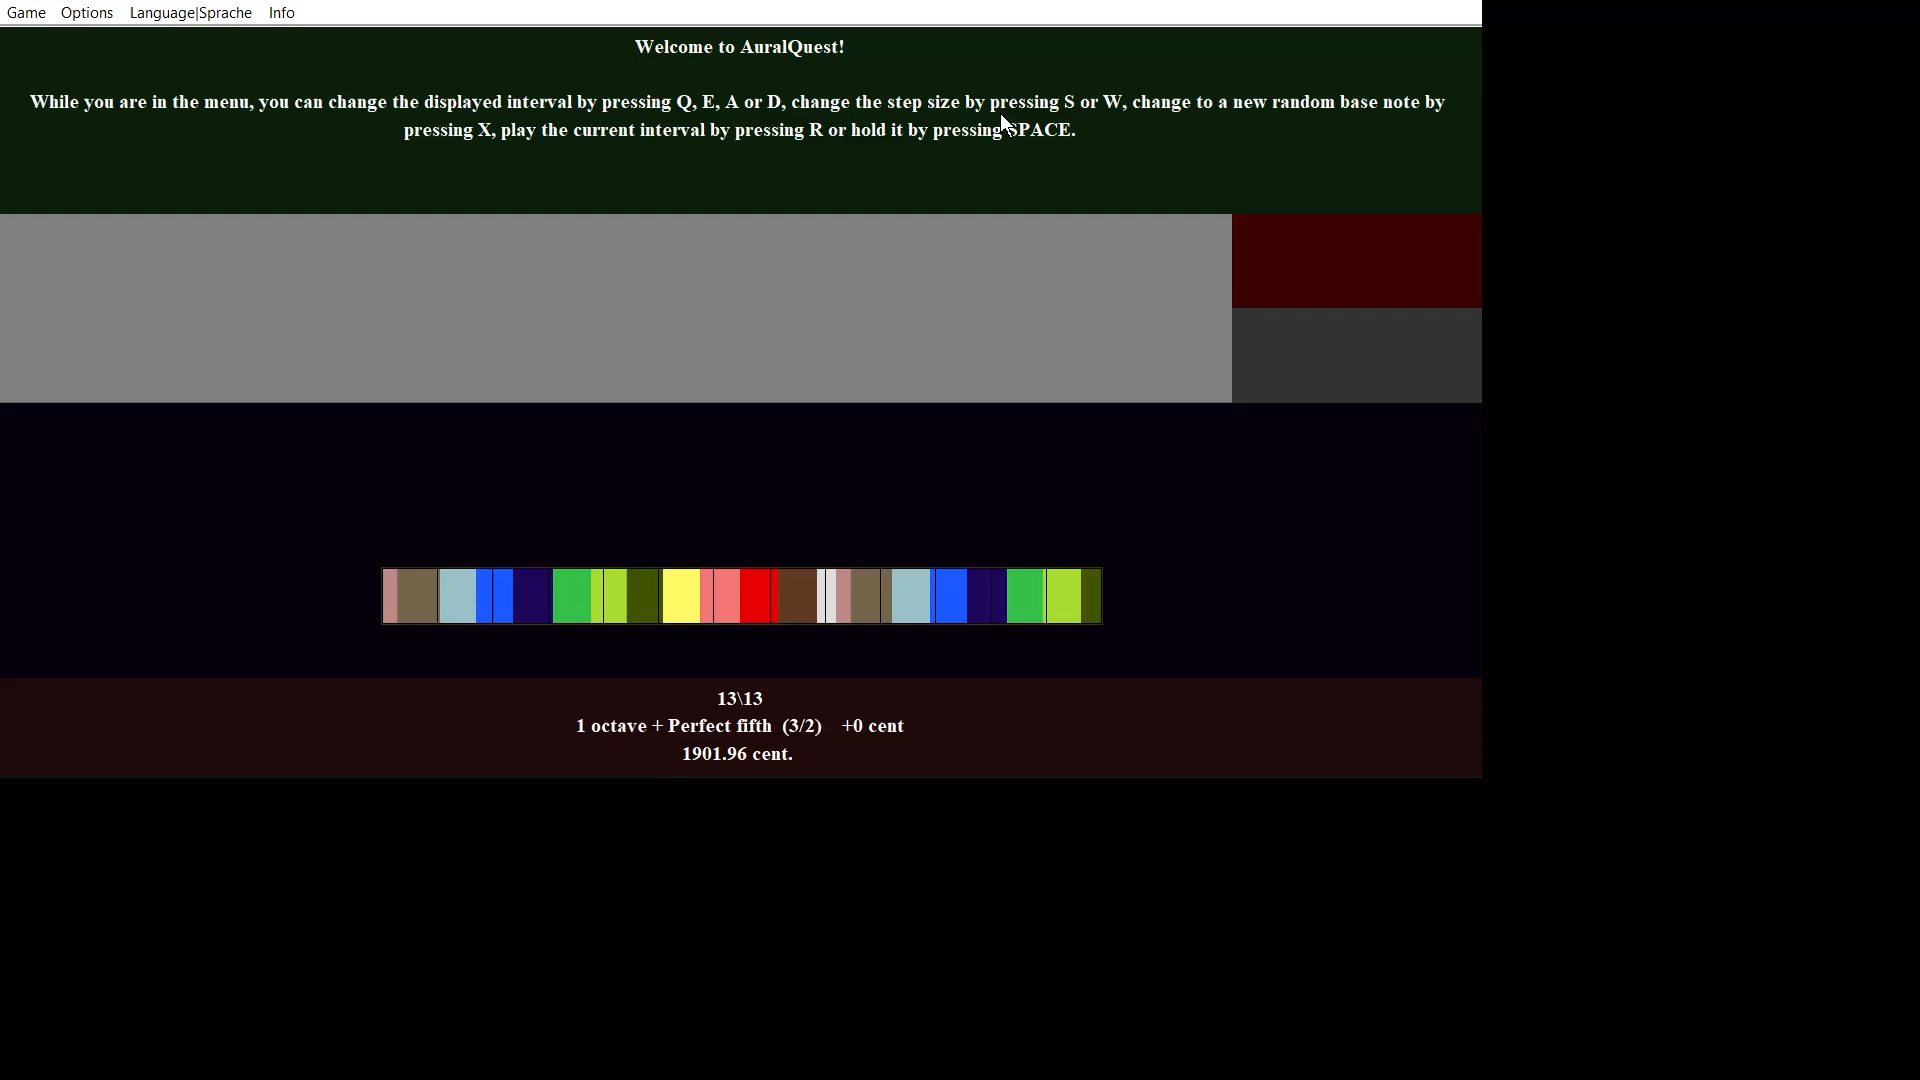 Game Options Language|Sprache Info
Welcome to AuralQuest!
While you are in the menu, you can change the displayed interval by pressing Q, E, A or D, change the step size by pressing S or W, change to a new random base note by
pressing X, play the current interval by pressing R or hold it by pressing SPACE.
13\13
1 octave + Perfect fifth (3/2) +0 cent
1901.96 cent.